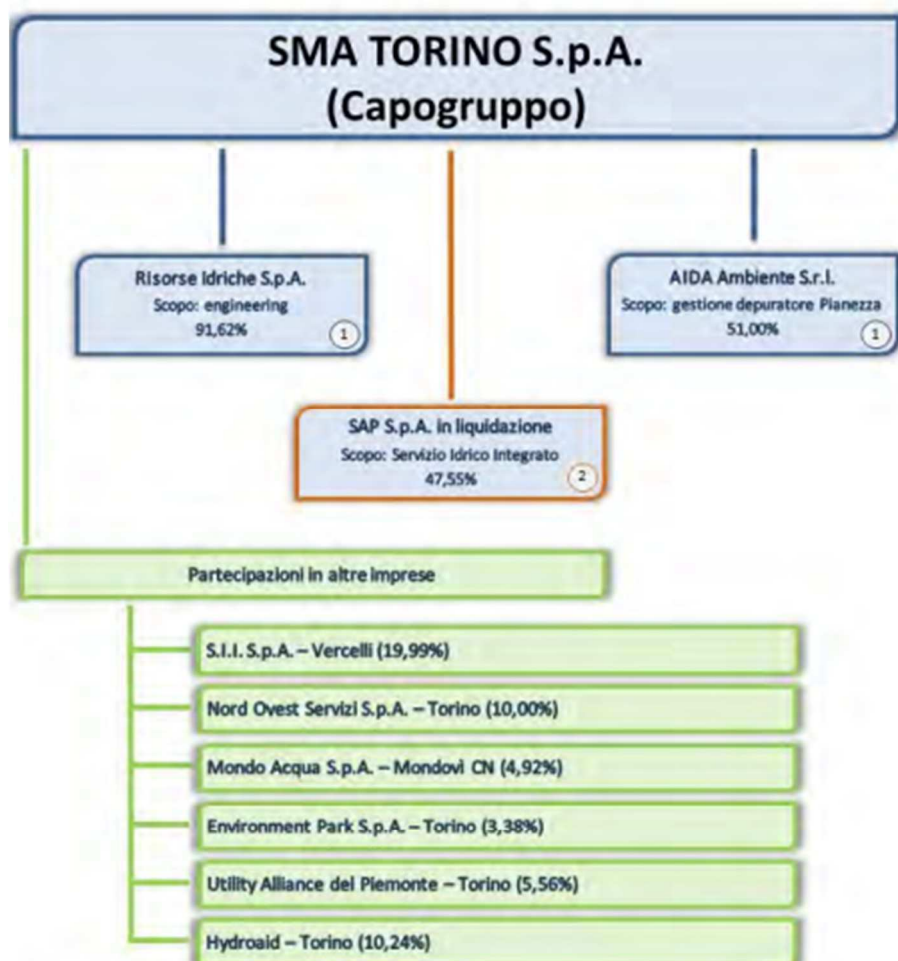 SMA TORINO S.p.A.
(Capogruppo)
Risorse Idriche S.p.A.
Scopo: engineering
91,62%
1
AIDA Ambiente S.r.l.
Scopo: gestione depuratore Pianezza
51,00%
1
SAP S.p.A. in liquidazione
Scopo: Servizio Idrico Integrato
47,55%
2
Partecipazioni in altre imprese
S.I.I. S.p.A. – Vercelli (19,99%)
Nord Ovest Servizi S.p.A. – Torino (10,00%)
Mondo Acqua S.p.A. – Mondovì CN (4,92%)
Environment Park S.p.A. – Torino (3,38%)
Utility Alliance del Piemonte – Torino (5,56%)
Hydroaid – Torino (10,24%)